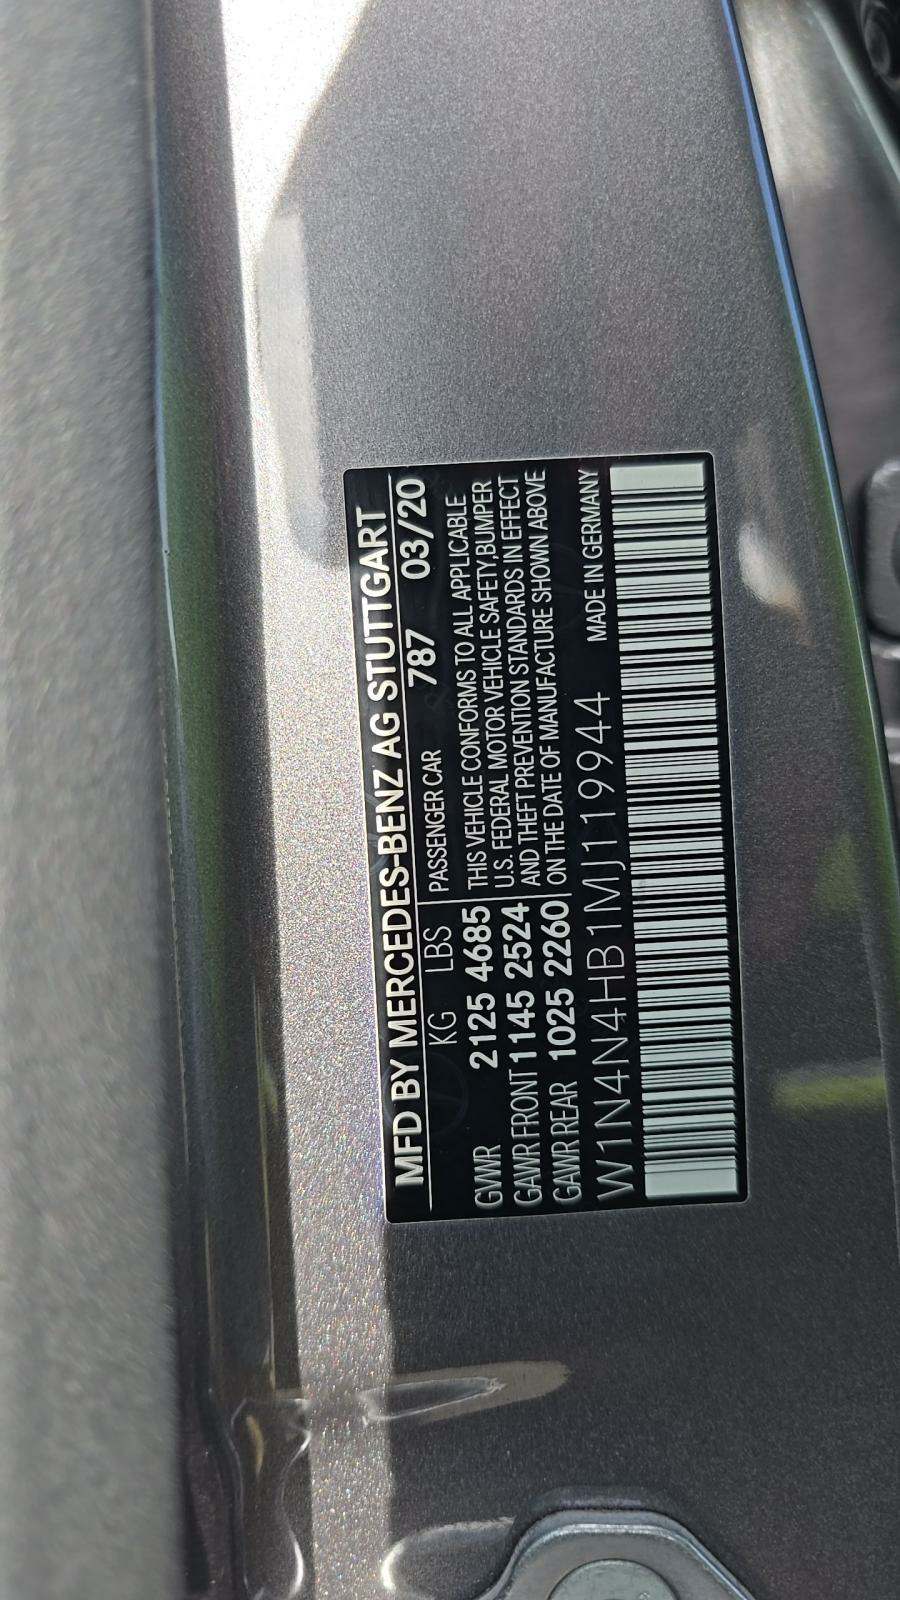 MFD BY MERCEDES-BENZ AG STUTTGART
KG LBS PASSENGER CAR 787 03/20
GVWR 2125 4685 THIS VEHICLE CONFORMS TO ALL APPLICABLE
GAWR FRONT 1145 2524 U.S. FEDERAL MOTOR VEHICLE SAFETY,BUMPER
GAWR REAR 1025 2260 AND THEFT PREVENTION STANDARDS IN EFFECT
ON THE DATE OF MANUFACTURE SHOWN ABOVE
W1N4N4HB1MJ119944 MADE IN GERMANY